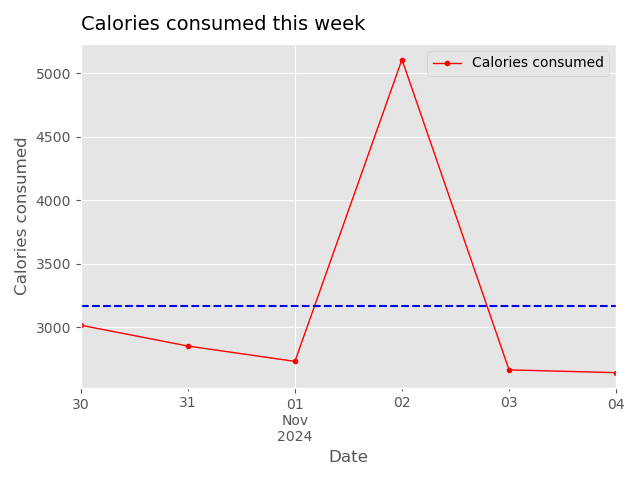 Calories consumed this week
Calories consumed
5000
4500
4000
3500
3000
Calories consumed
30 31 01 02 03 04
Nov
2024
Date